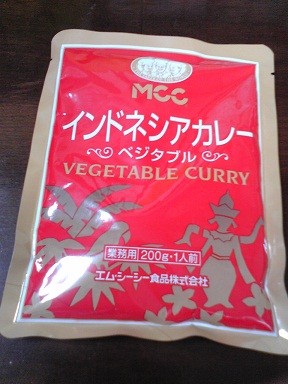 MCC
インドネシアカレー
ベジタブル
VEGETABLE CURRY
業務用 200g・1人前
エム・シーシー食品株式会社